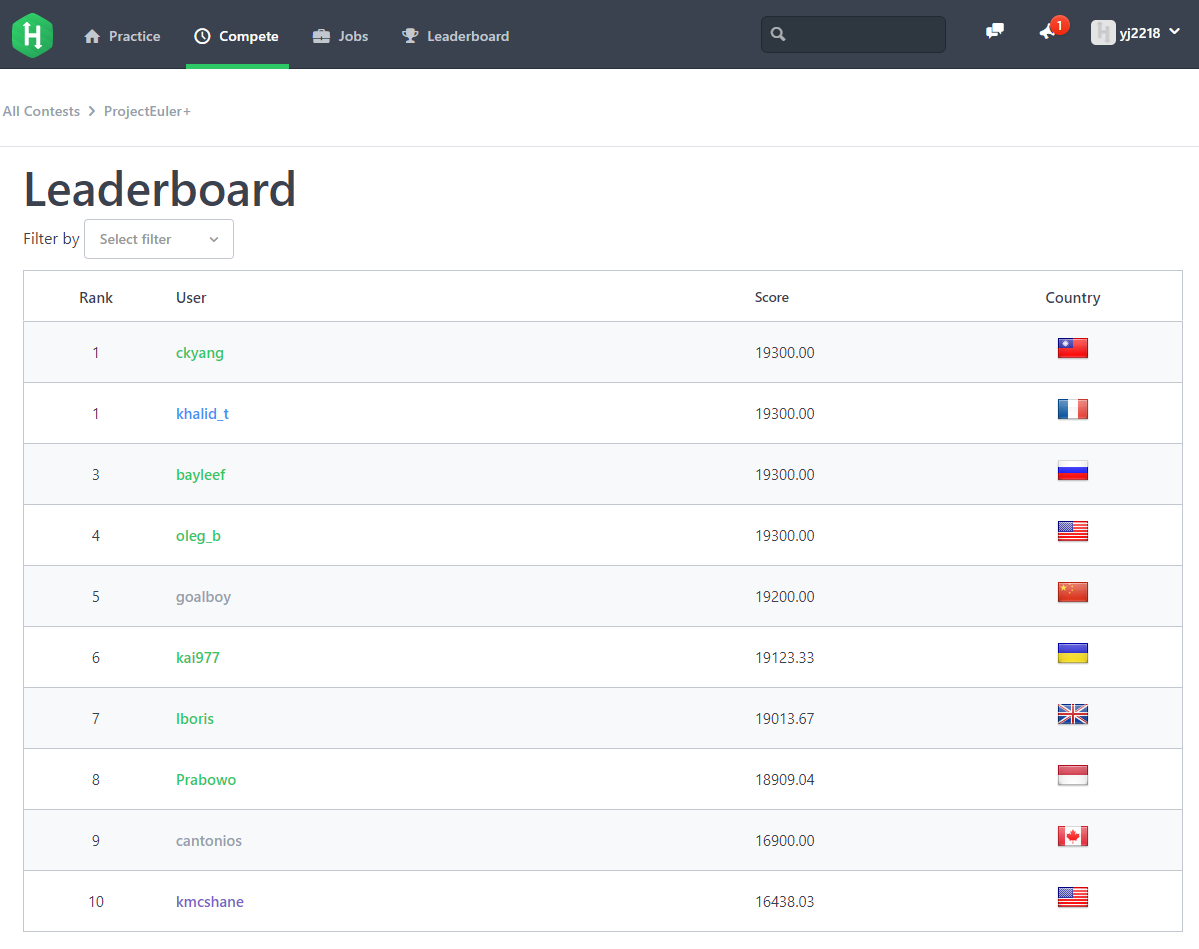 H Practice Compete Jobs Leaderboard 1 H yj2218
All Contests ProjectEuler+
Leaderboard
Filter by Select filter
Rank User Score Country
1 ckyang 19300.00
1 khalid_t 19300.00
3 bayleef 19300.00
4 oleg_b 19300.00
5 goalboy 19200.00
6 kai977 19123.33
7 lboris 19013.67
8 Prabowo 18909.04
9 cantonios 16900.00
10 kmcshane 16438.03